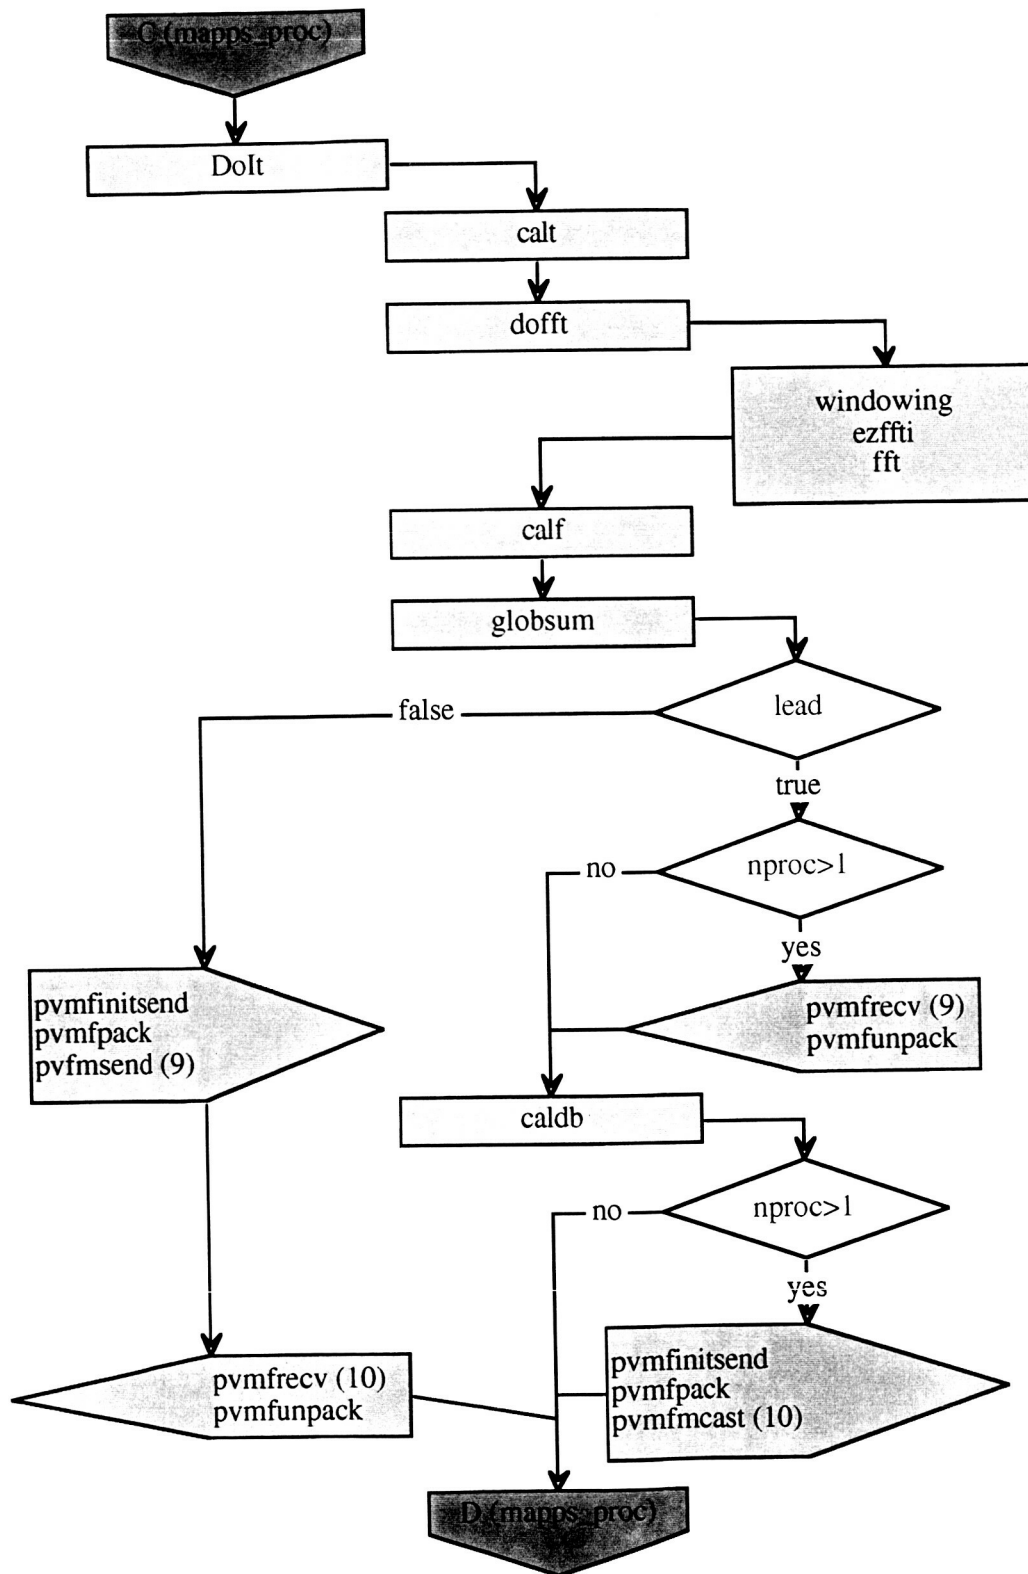 C (mapps_proc)
DoIt
calt
dofft
windowing
ezffti
fft
calf
globsum
lead
false
true
nproc>1
no
yes
pvmfinitsend
pvmfpack
pvfmsend (9)
pvmfrecv (9)
pvmfunpack
caldb
nproc>1
no
yes
pvmfrecv (10)
pvmfunpack
pvmfinitsend
pvmfpack
pvmfmcast (10)
D (mapps_proc)